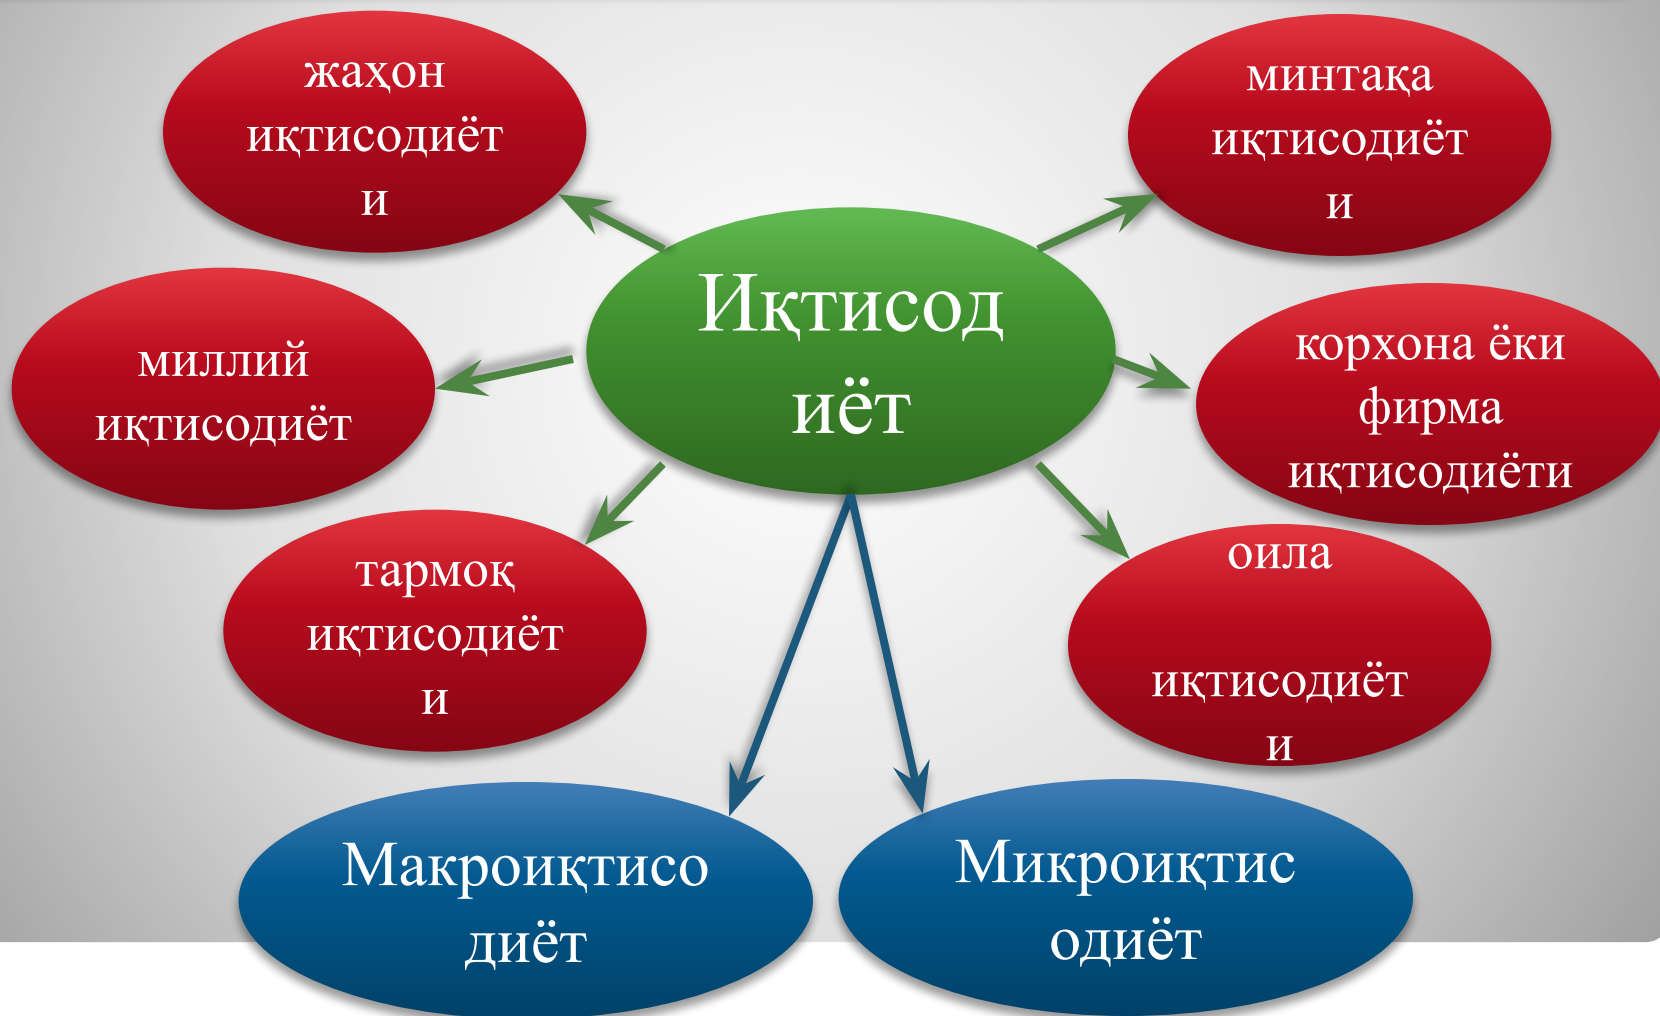 жаҳон
иқтисодиёт
и
минтақа
иқтисодиёт
и
Иқтисод
иёт
миллий
иқтисодиёт
корхона ёки
фирма
иқтисодиёти
тармоқ
иқтисодиёт
и
оила
иқтисодиёт
и
Макроиқтисо
диёт
Микроиқтис
одиёт